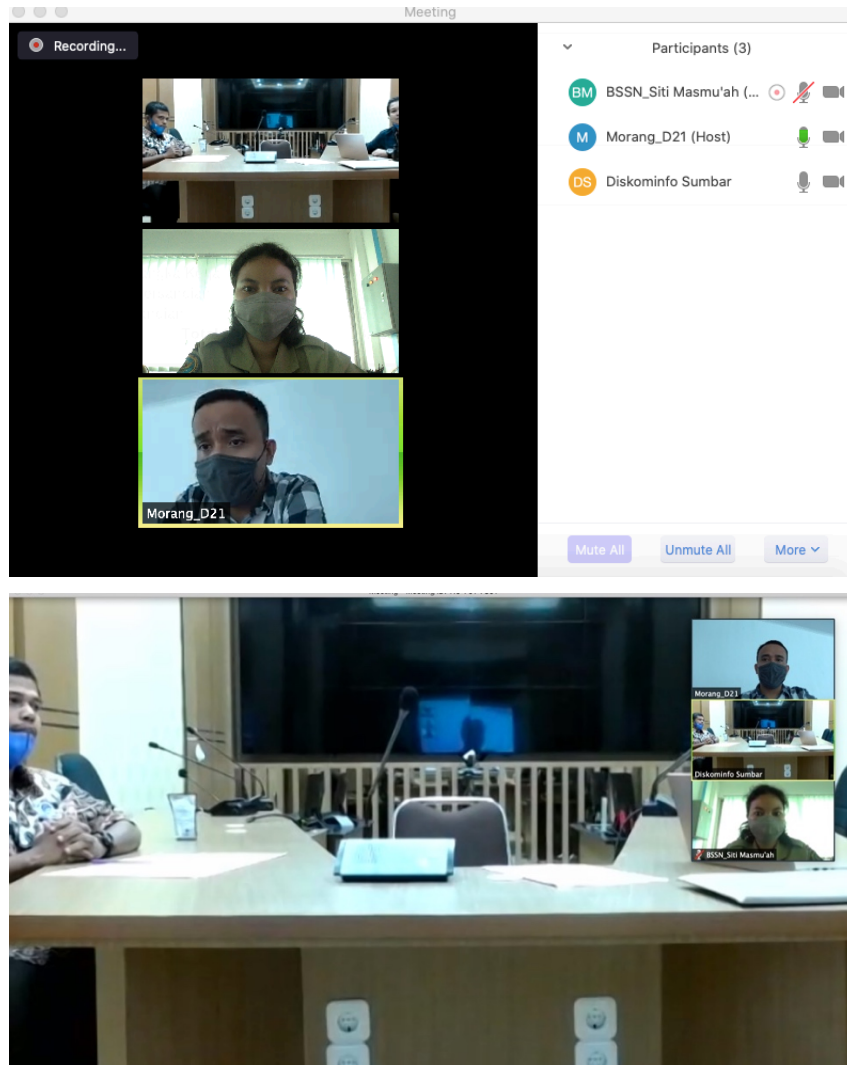 Meeting
Recording...
Participants (3)
BM BSSN_Siti Masmu'ah (...
M Morang_D21 (Host)
DS Diskominfo Sumbar
Morang_D21
Mute All Unmute All More
Morang_D21
Diskominfo Sumbar
BSSN_Siti Masmu'ah